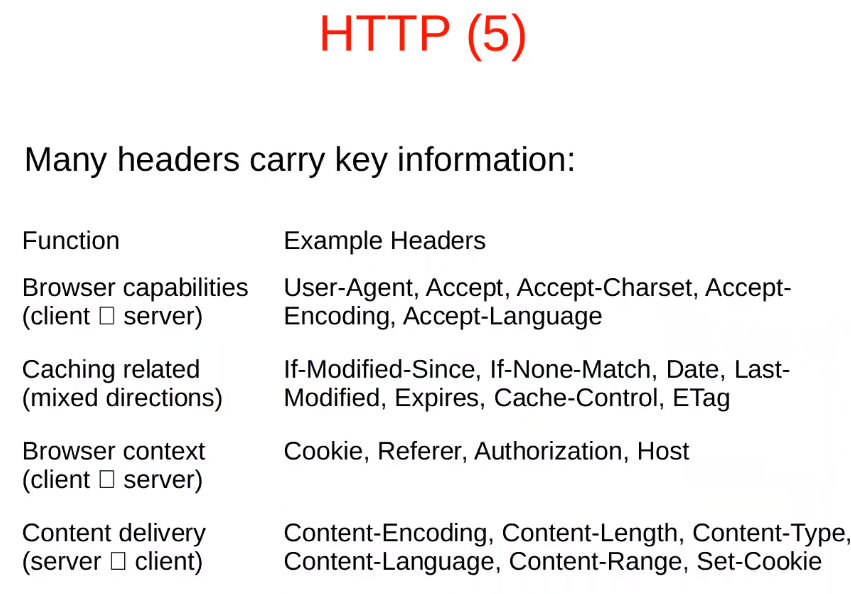 HTTP (5)
Many headers carry key information:
Function Example Headers
Browser capabilities User-Agent, Accept, Accept-Charset, Accept-
(client □ server) Encoding, Accept-Language
Caching related If-Modified-Since, If-None-Match, Date, Last-
(mixed directions) Modified, Expires, Cache-Control, ETag
Browser context Cookie, Referer, Authorization, Host
(client □ server)
Content delivery Content-Encoding, Content-Length, Content-Type,
(server □ client) Content-Language, Content-Range, Set-Cookie